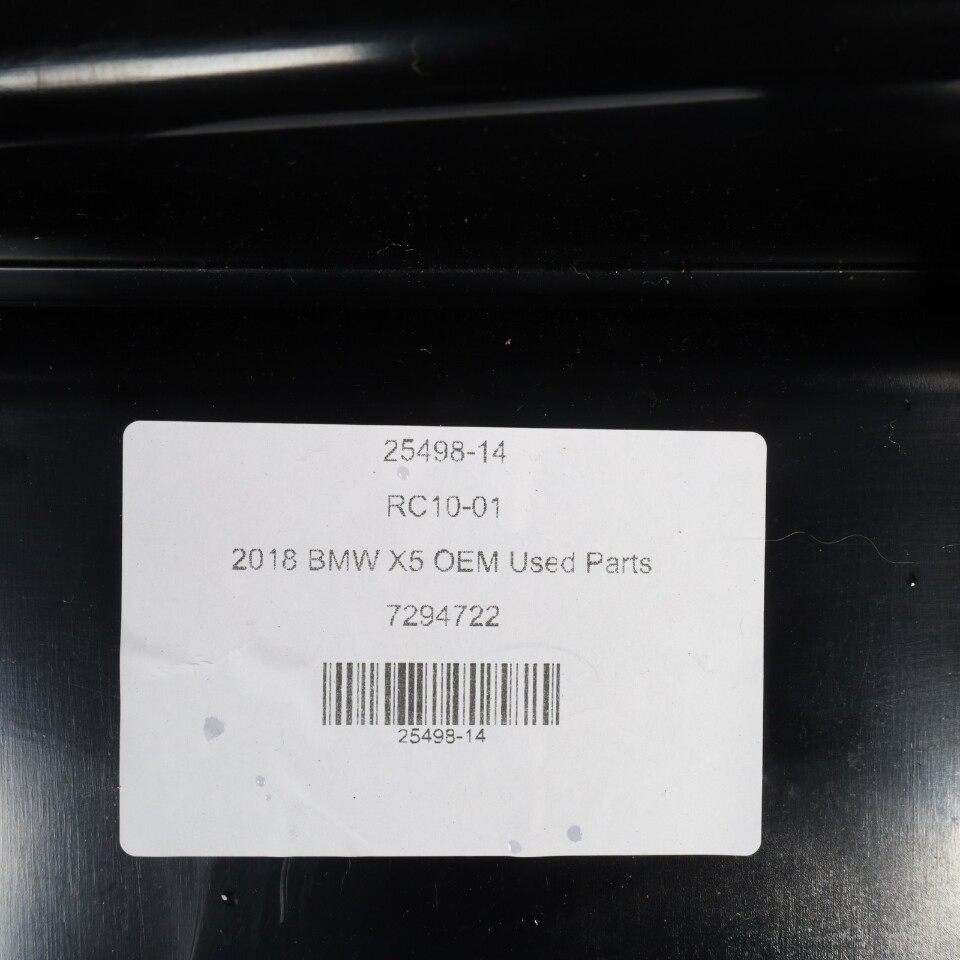 25498-14
RC10-01
2018 BMW X5 OEM Used Parts
7294722
25498-14